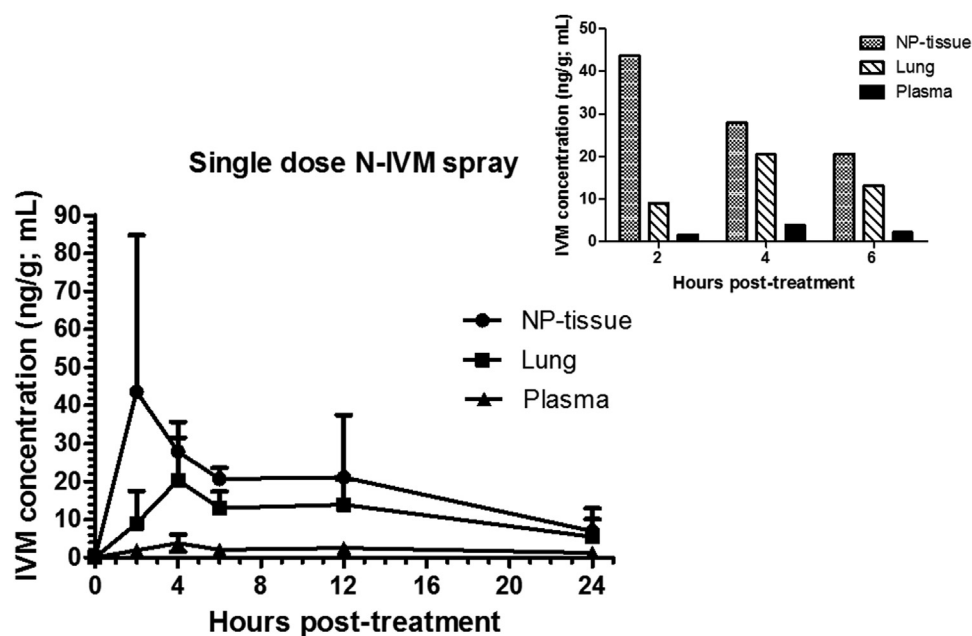 Single dose N-IVM spray
IVM concentration (ng/g; mL)
90
80
70
60
50
40
30
20
10
0
0 4 8 12 16 20 24
Hours post-treatment
NP-tissue
Lung
Plasma
IVM concentration (ng/g; mL)
50
40
30
20
10
0
2 4 6
Hours post-treatment
NP-tissue
Lung
Plasma